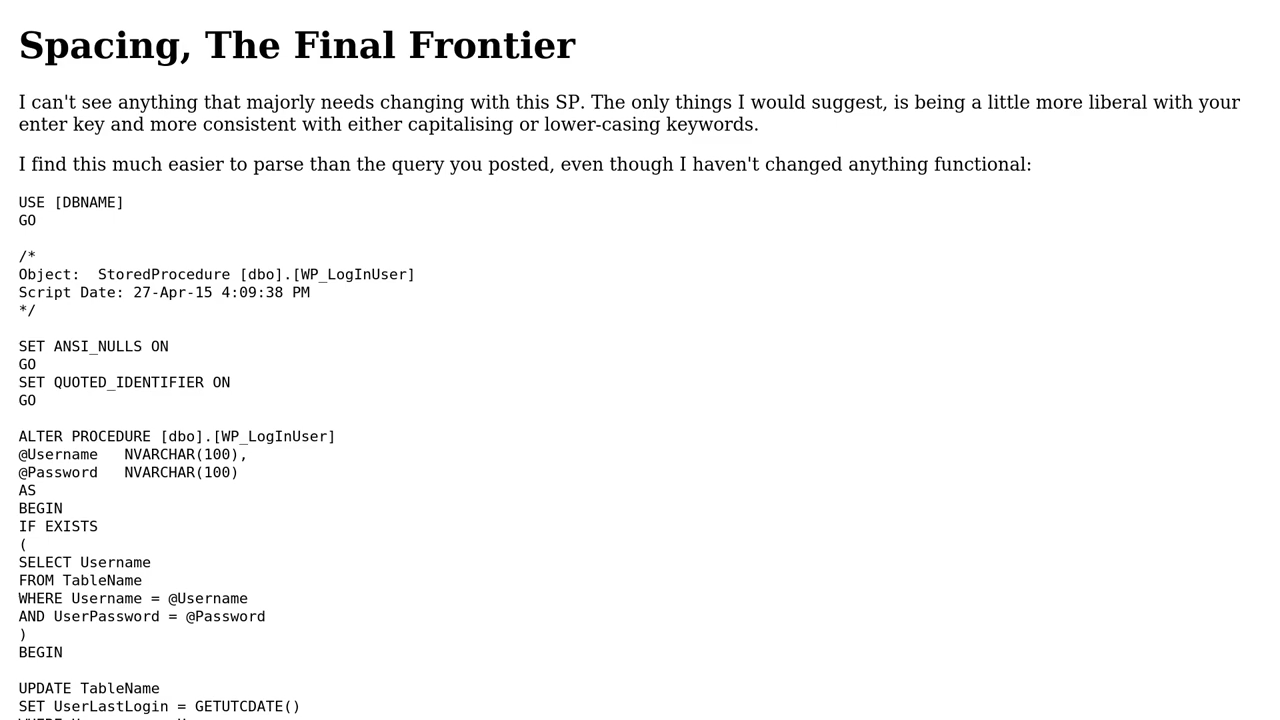 Spacing, The Final Frontier
I can't see anything that majorly needs changing with this SP. The only things I would suggest, is being a little more liberal with your
enter key and more consistent with either capitalising or lower-casing keywords.
I find this much easier to parse than the query you posted, even though I haven't changed anything functional:
USE [DBNAME]
GO
/*
Object:  StoredProcedure [dbo].[WP_LogInUser]
Script Date: 27-Apr-15 4:09:38 PM
*/
SET ANSI_NULLS ON
GO
SET QUOTED_IDENTIFIER ON
GO
ALTER PROCEDURE [dbo].[WP_LogInUser]
@Username   NVARCHAR(100),
@Password   NVARCHAR(100)
AS
BEGIN
IF EXISTS
(
SELECT Username
FROM TableName
WHERE Username = @Username
AND UserPassword = @Password
)
BEGIN
UPDATE TableName
SET UserLastLogin = GETUTCDATE()